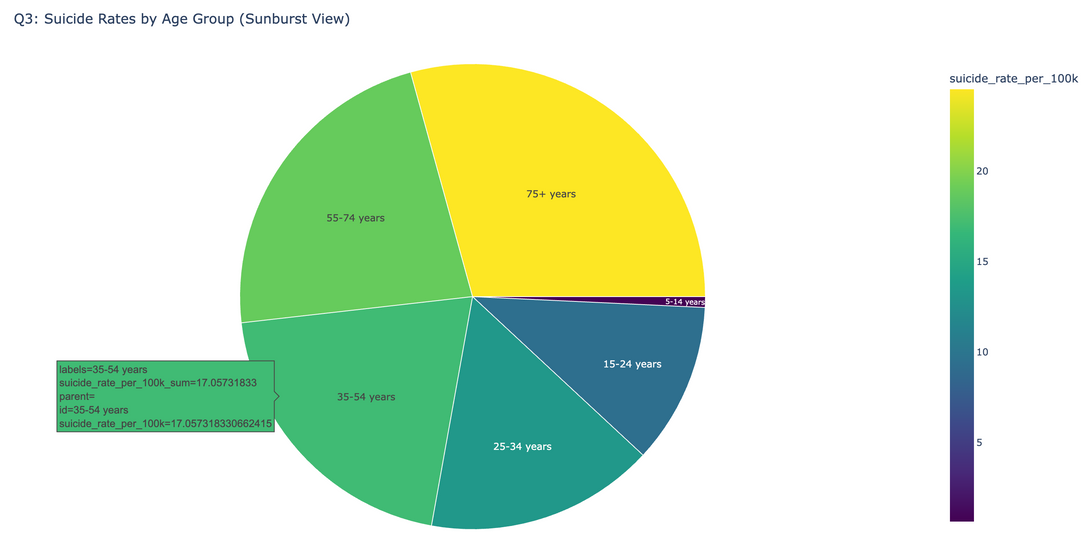 Q3: Suicide Rates by Age Group (Sunburst View)
suicide_rate_per_100k
75+ years
55-74 years
5-14 years
15-24 years
35-54 years
25-34 years
labels=35-54 years
suicide_rate_per_100k_sum=17.05731833
parent=
id=35-54 years
suicide_rate_per_100k=17.057318330662415
20
15
10
5